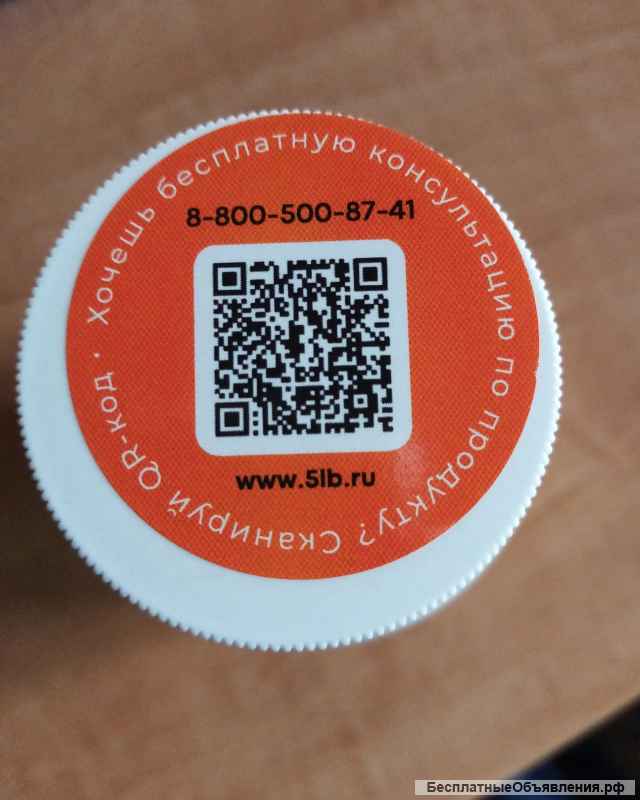 Хочешь бесплатную консультацию по продукту? Сканируй QR-код ·
8-800-500-87-41
www.5lb.ru
БесплатныеОбъявления.рф